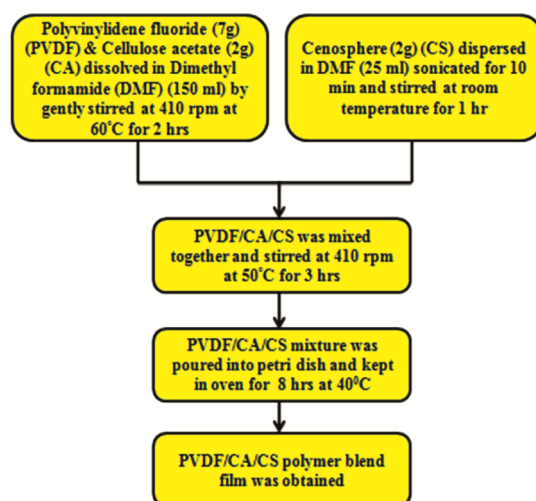 Polyvinylidene fluoride (7g)
(PVDF) & Cellulose acetate (2g)
(CA) dissolved in Dimethyl
formamide (DMF) (150 ml) by
gently stirred at 410 rpm at
60°C for 2 hrs
Cenosphere (2g) (CS) dispersed
in DMF (25 ml) sonicated for 10
min and stirred at room
temperature for 1 hr
PVDF/CA/CS was mixed
together and stirred at 410 rpm
at 50°C for 3 hrs
PVDF/CA/CS mixture was
poured into petri dish and kept
in oven for 8 hrs at 40⁰C
PVDF/CA/CS polymer blend
film was obtained